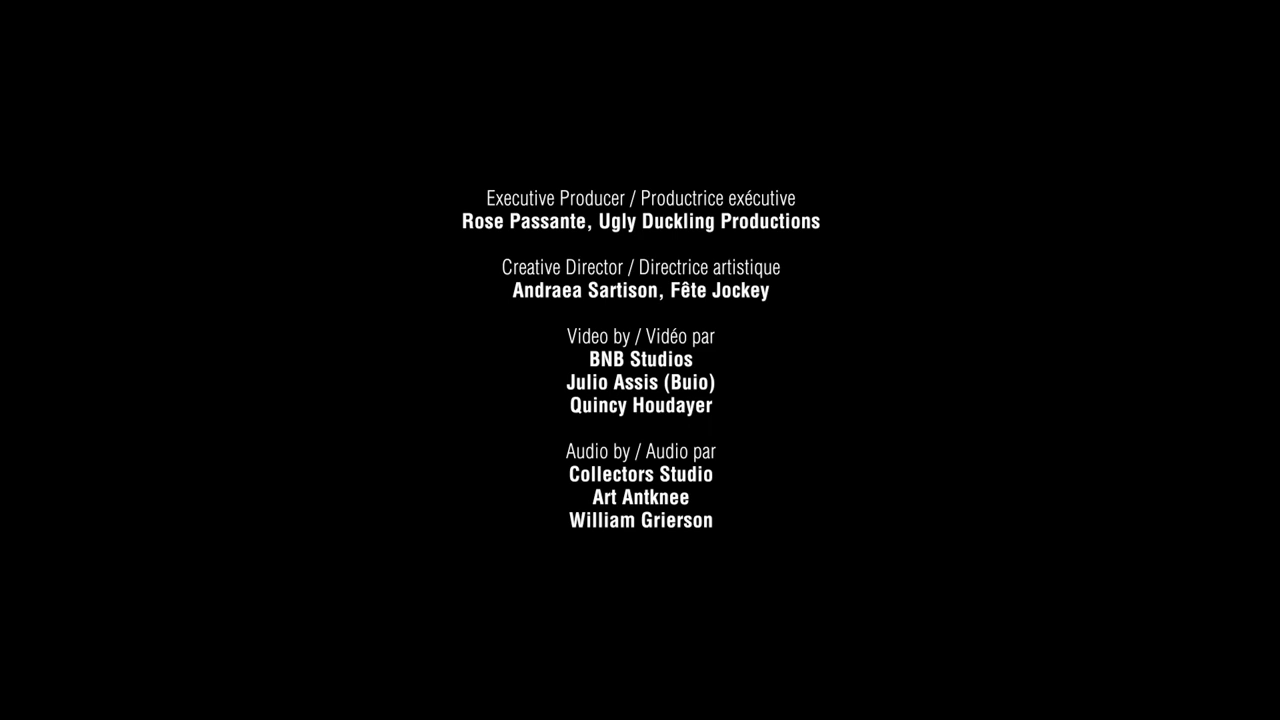 Executive Producer / Productrice exécutive
Rose Passante, Ugly Duckling Productions
Creative Director / Directrice artistique
Andraea Sartison, Fête Jockey
Video by / Vidéo par
BNB Studios
Julio Assis (Buio)
Quincy Houdayer
Audio by / Audio par
Collectors Studio
Art Antknee
William Grierson